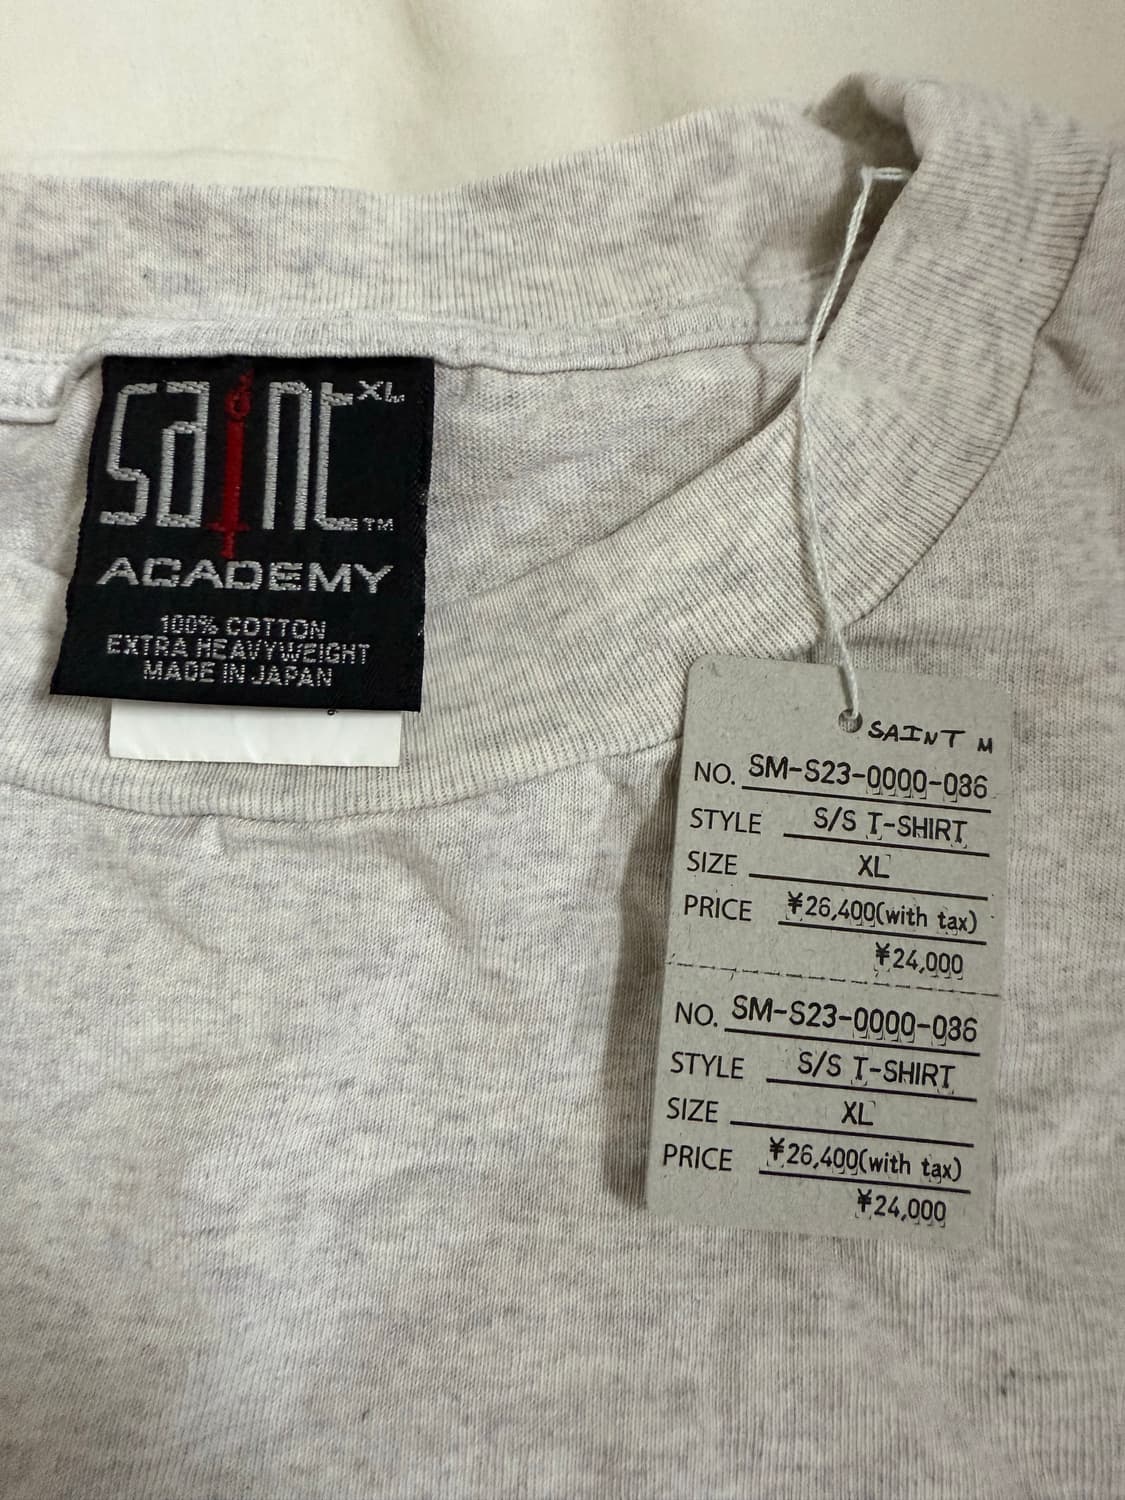 saint XL
TM
ACADEMY
100% COTTON
EXTRA HEAVYWEIGHT
MADE IN JAPAN
SAINT M
NO. SM-S23-0000-036
STYLE S/S T-SHIRT
SIZE XL
PRICE ¥26,400(with tax)
¥24,000
NO. SM-S23-0000-036
STYLE S/S T-SHIRT
SIZE XL
PRICE ¥26,400(with tax)
¥24,000